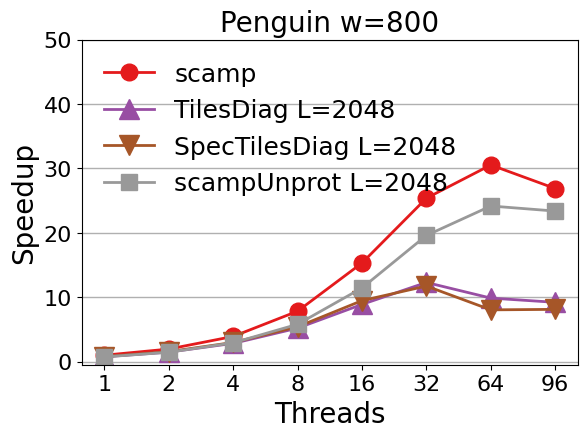 Penguin w=800
50
40
30
20
10
0
Speedup
scamp
TilesDiag L=2048
SpecTilesDiag L=2048
scampUnprot L=2048
1 2 4 8 16 32 64 96
Threads